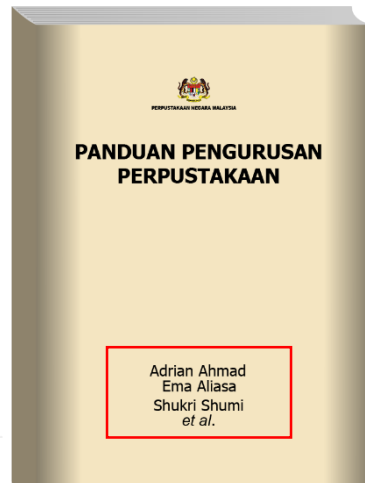 PERPUSTAKAAN NEGARA MALAYSIA
PANDUAN PENGURUSAN
PERPUSTAKAAN
Adrian Ahmad
Ema Aliasa
Shukri Shumi
et al.